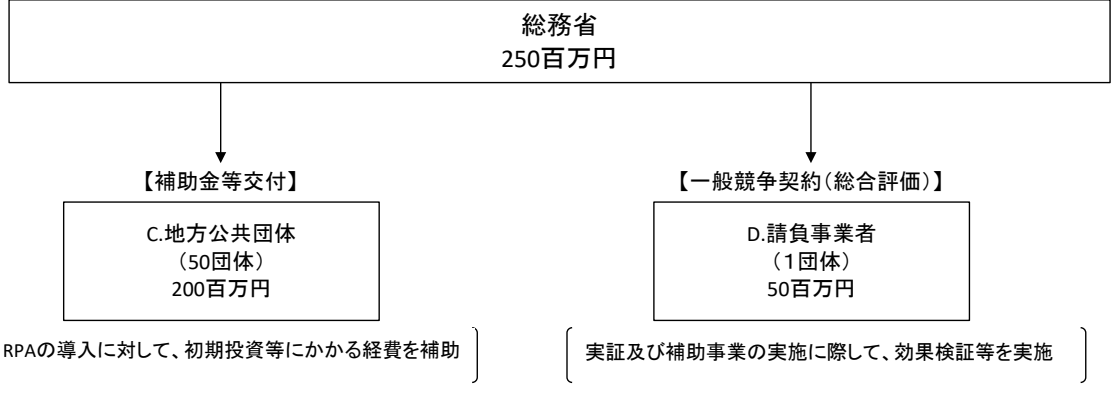 総務省
250百万円
【補助金等交付】
【一般競争契約（総合評価）】
C.地方公共団体
（50団体）
200百万円
D.請負事業者
（１団体）
50百万円
RPAの導入に対して、初期投資等にかかる経費を補助
実証及び補助事業の実施に際して、効果検証等を実施